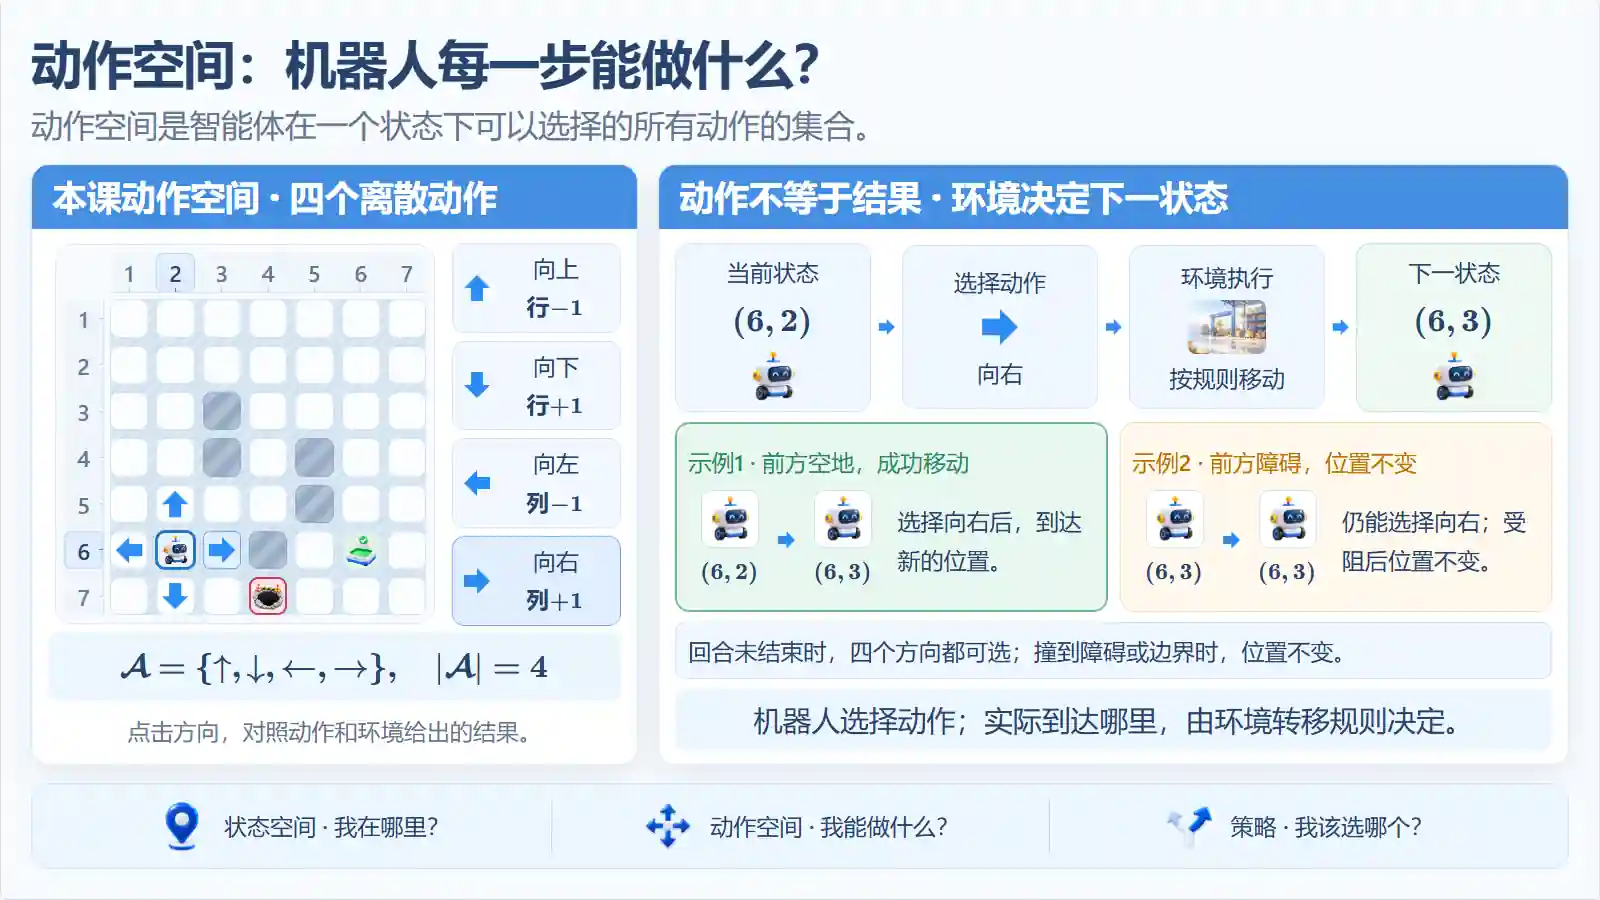 动作空间：机器人每一步能做什么？
动作空间是智能体在一个状态下可以选择的所有动作的集合。
本课动作空间 · 四个离散动作
1 2 3 4 5 6 7
1
2
3
4
5
6
7
向上
行−1
向下
行+1
向左
列−1
向右
列+1
𝒜 = {↑, ↓, ←, →}, |𝒜| = 4
点击方向，对照动作和环境给出的结果。
动作不等于结果 · 环境决定下一状态
当前状态
(6, 2)
选择动作
向右
环境执行
按规则移动
下一状态
(6, 3)
示例1 · 前方空地，成功移动
(6, 2)
(6, 3)
选择向右后，到达
新的位置。
示例2 · 前方障碍，位置不变
(6, 3)
(6, 3)
仍能选择向右；受
阻后位置不变。
回合未结束时，四个方向都可选；撞到障碍或边界时，位置不变。
机器人选择动作；实际到达哪里，由环境转移规则决定。
状态空间 · 我在哪里？
动作空间 · 我能做什么？
策略 · 我该选哪个？